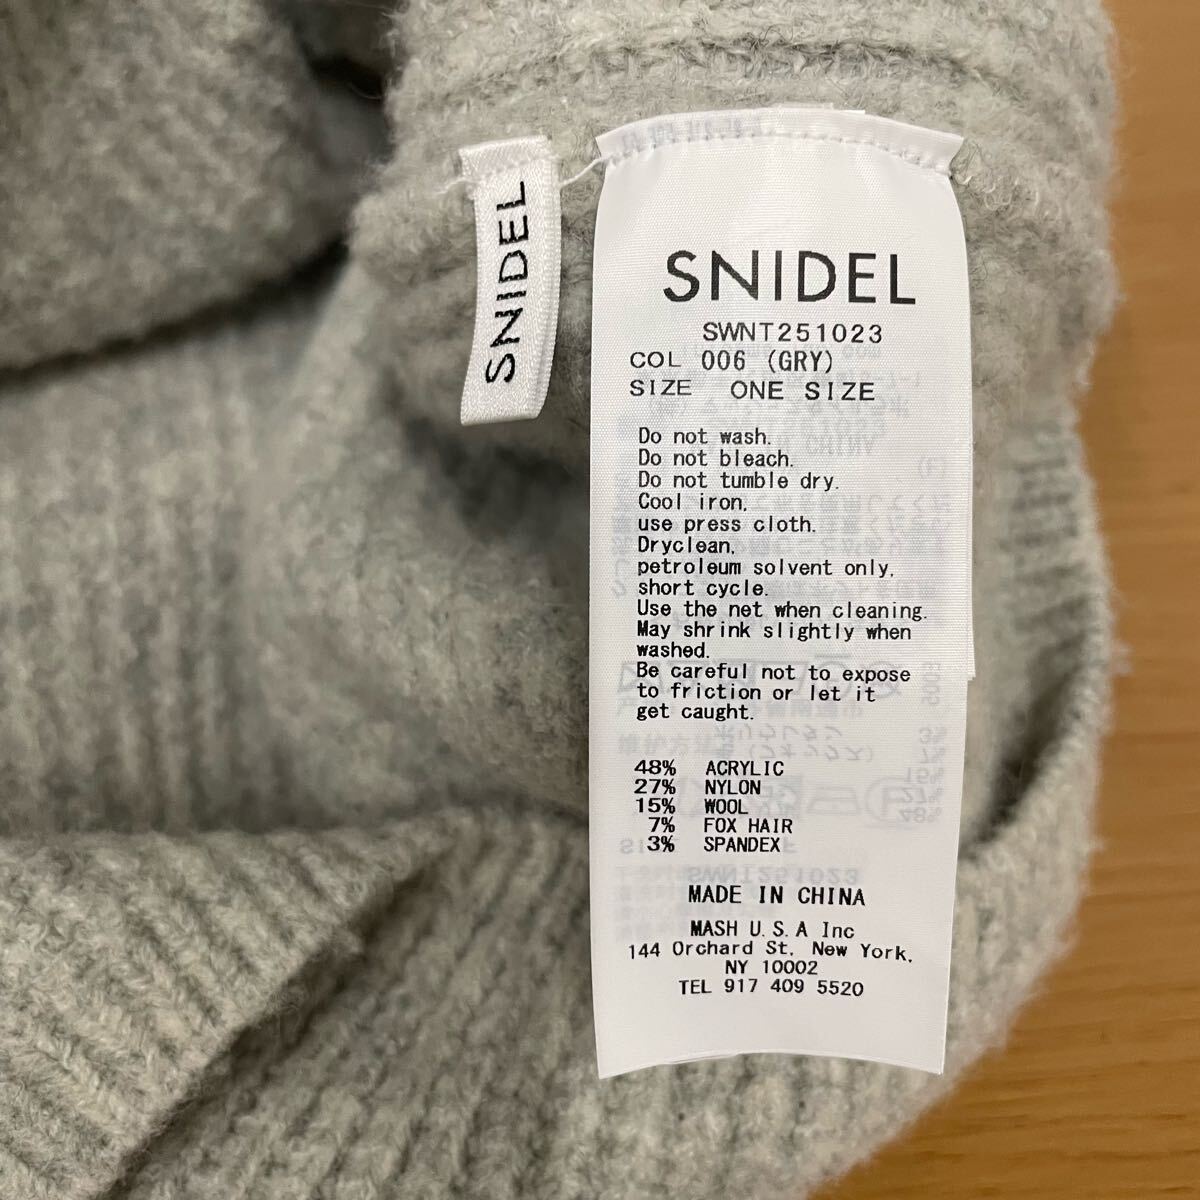 SNIDEL
SNIDEL
SWNT251023
COL 006 (GRY)
SIZE ONE SIZE
Do not wash.
Do not bleach.
Do not tumble dry.
Cool iron,
use press cloth.
Dryclean,
petroleum solvent only,
short cycle.
Use the net when cleaning.
May shrink slightly when
washed.
Be careful not to expose
to friction or let it
get caught.
48% ACRYLIC
27% NYLON
15% WOOL
7% FOX HAIR
3% SPANDEX
MADE IN CHINA
MASH U.S.A Inc
144 Orchard St, New York,
NY 10002
TEL 917 409 5520